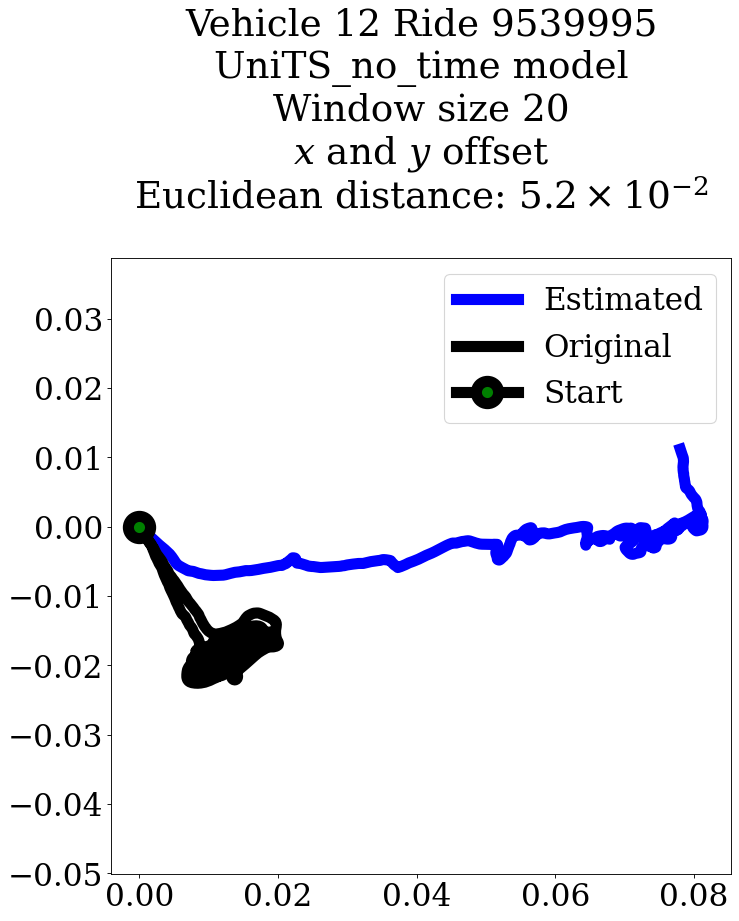 Vehicle 12 Ride 9539995
UniTS_no_time model
Window size 20
x and y offset
Euclidean distance: 5.2 × 10⁻²
Estimated
Original
Start
0.03
0.02
0.01
0.00
−0.01
−0.02
−0.03
−0.04
−0.05
0.00 0.02 0.04 0.06 0.08